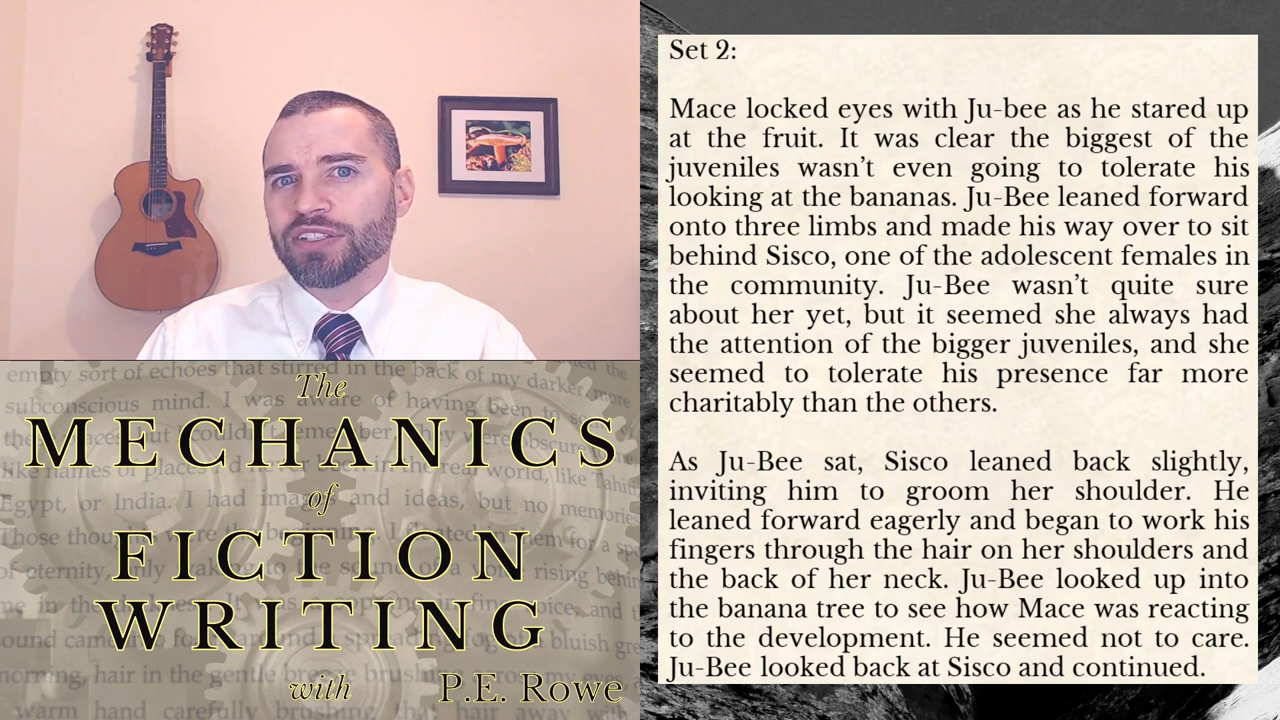 The
MECHANICS
of
FICTION
WRITING
with P.E. Rowe
Set 2:
Mace locked eyes with Ju-bee as he stared up
at the fruit. It was clear the biggest of the
juveniles wasn’t even going to tolerate his
looking at the bananas. Ju-Bee leaned forward
onto three limbs and made his way over to sit
behind Sisco, one of the adolescent females in
the community. Ju-Bee wasn’t quite sure
about her yet, but it seemed she always had
the attention of the bigger juveniles, and she
seemed to tolerate his presence far more
charitably than the others.
As Ju-Bee sat, Sisco leaned back slightly,
inviting him to groom her shoulder. He
leaned forward eagerly and began to work his
fingers through the hair on her shoulders and
the back of her neck. Ju-Bee looked up into
the banana tree to see how Mace was reacting
to the development. He seemed not to care.
Ju-Bee looked back at Sisco and continued.